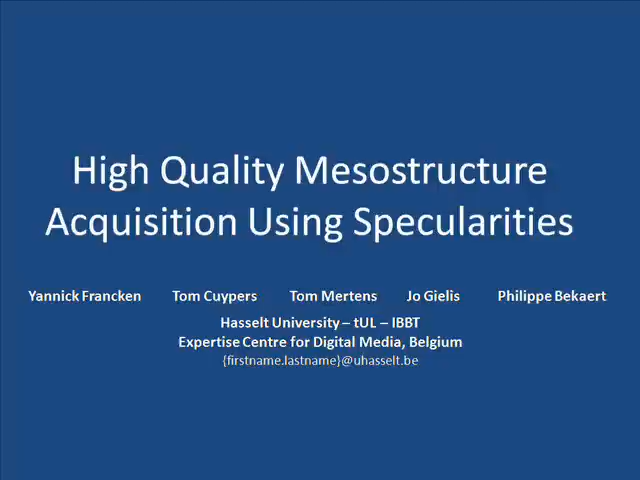 High Quality Mesostructure
Acquisition Using Specularities
Yannick Francken Tom Cuypers Tom Mertens Jo Gielis Philippe Bekaert
Hasselt University – tUL – IBBT
Expertise Centre for Digital Media, Belgium
{firstname.lastname}@uhasselt.be